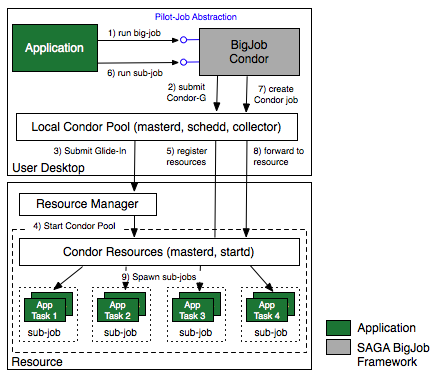 Pilot-Job Abstraction
Application
1) run big-job
6) run sub-job
BigJob
Condor
2) submit
Condor-G
7) create
Condor job
Local Condor Pool (masterd, schedd, collector)
3) Submit Glide-In
5) register
resources
8) forward to
resource
User Desktop
Resource Manager
4) Start Condor Pool
Condor Resources (masterd, startd)
9) Spawn sub-jobs
App
Task 1
App
Task 2
App
Task 3
App
Task 4
sub-job
sub-job
sub-job
sub-job
Resource
Application
SAGA BigJob
Framework